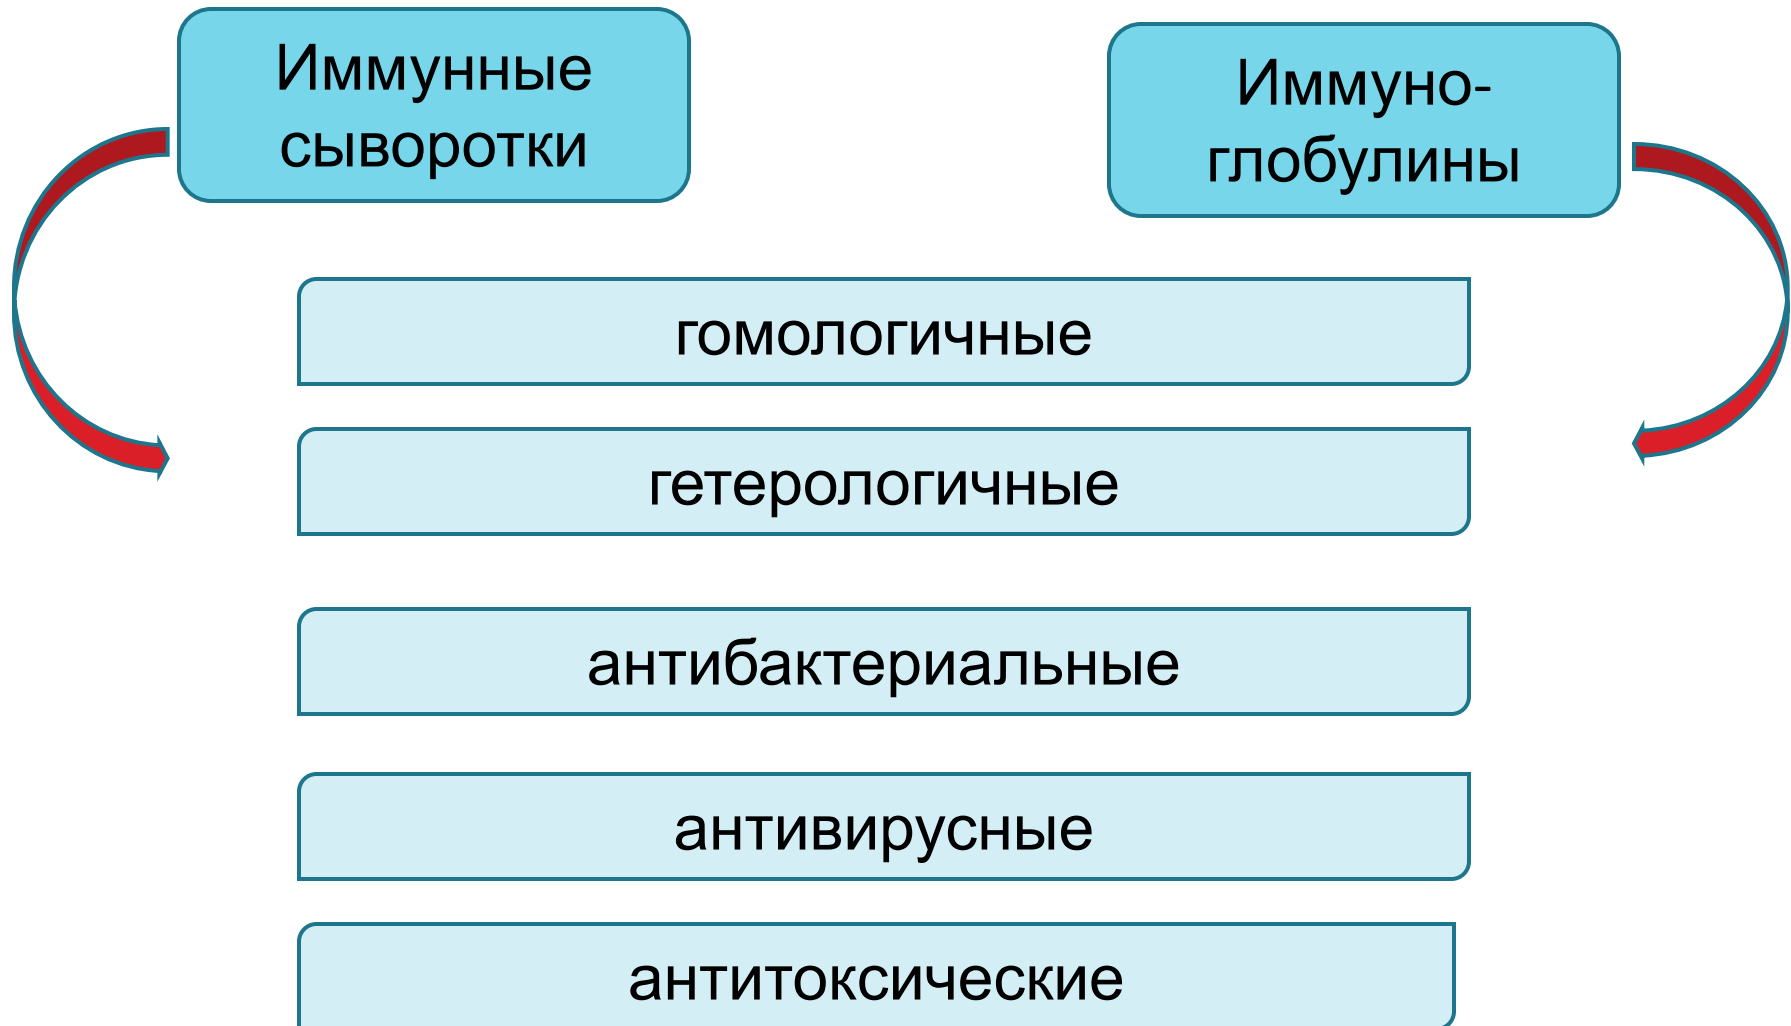 Иммунные
сыворотки
Иммуно-
глобулины
гомологичные
гетерологичные
антибактериальные
антивирусные
антитоксические